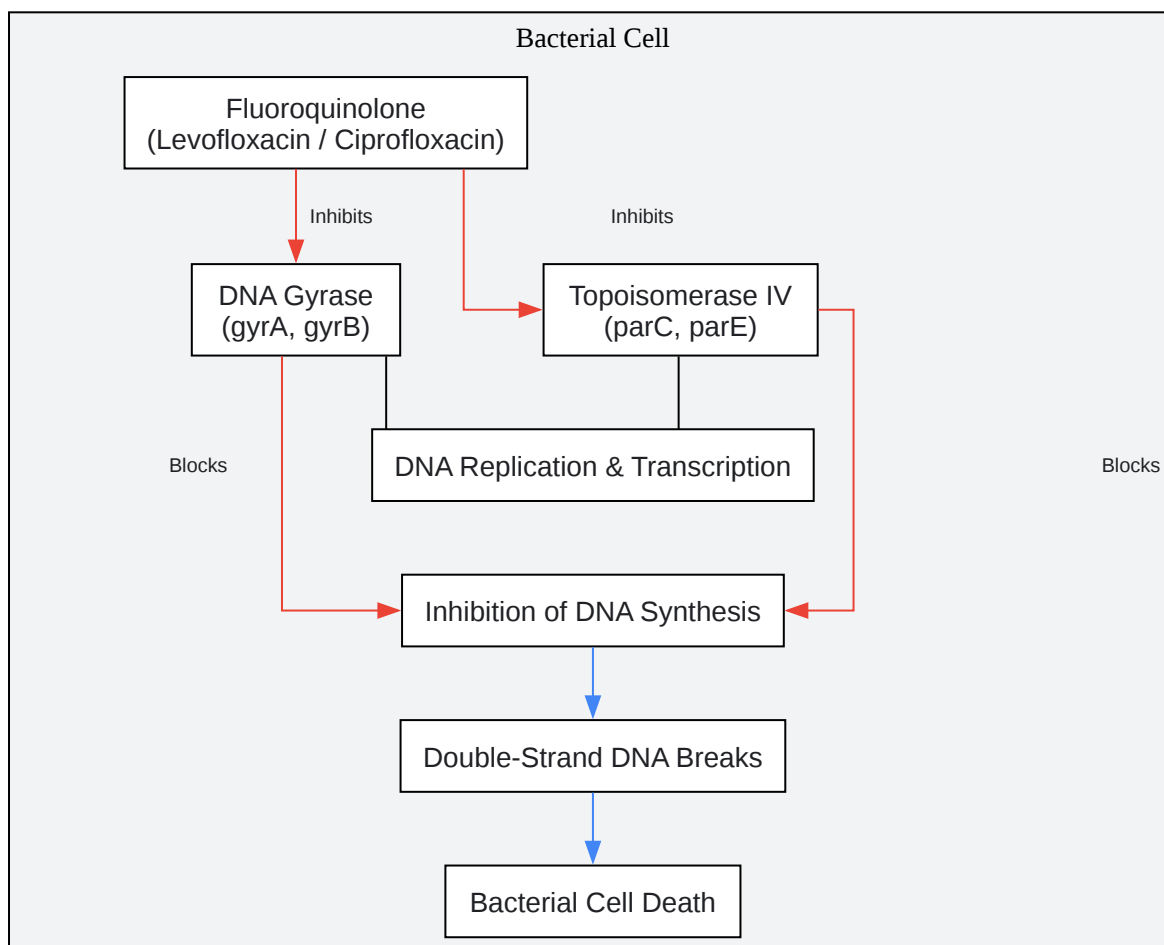 Bacterial Cell
Fluoroquinolone
(Levofloxacin / Ciprofloxacin)
Inhibits
Inhibits
DNA Gyrase
(gyrA, gyrB)
Topoisomerase IV
(parC, parE)
Blocks
DNA Replication & Transcription
Blocks
Inhibition of DNA Synthesis
Double-Strand DNA Breaks
Bacterial Cell Death